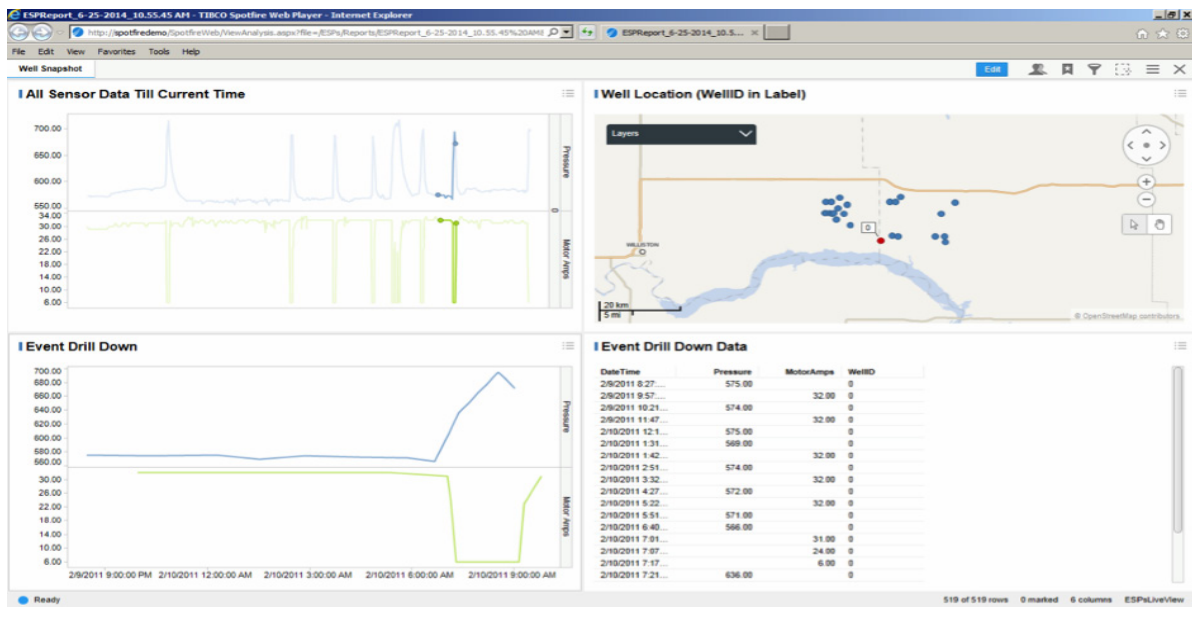 ESPReport_6-25-2014_10.55.45 AM - TIBCO Spotfire Web Player - Internet Explorer
http://spotfiredemo/SpotfireWeb/ViewAnalysis.aspx?file=/ESPs/Reports/ESPReport_6-25-2014_10.55.45%20AM&
ESPReport_6-25-2014_10.5...
File Edit View Favorites Tools Help
Well Snapshot
Edit
All Sensor Data Till Current Time
700.00
650.00
600.00
550.00
Pressure
0
34.00
30.00
26.00
22.00
18.00
14.00
10.00
6.00
Motor Amps
Well Location (WellID in Label)
Layers
0
WILLISTON
20 km
5 mi
© OpenStreetMap contributors
Event Drill Down
700.00
680.00
660.00
640.00
620.00
600.00
580.00
560.00
Pressure
30.00
26.00
22.00
18.00
14.00
10.00
6.00
Motor Amps
2/9/2011 9:00:00 PM 2/10/2011 12:00:00 AM 2/10/2011 3:00:00 AM 2/10/2011 6:00:00 AM 2/10/2011 9:00:00 AM
Event Drill Down Data
DateTime Pressure MotorAmps WellID
2/9/2011 8:27:... 575.00 0
2/9/2011 9:57:... 32.00 0
2/9/2011 10:21... 574.00 0
2/9/2011 11:47... 32.00 0
2/10/2011 12:1... 575.00 0
2/10/2011 1:31... 569.00 0
2/10/2011 1:42... 32.00 0
2/10/2011 2:51... 574.00 0
2/10/2011 3:32... 32.00 0
2/10/2011 4:27... 572.00 0
2/10/2011 5:22... 32.00 0
2/10/2011 5:51... 571.00 0
2/10/2011 6:40... 566.00 0
2/10/2011 7:01... 31.00 0
2/10/2011 7:07... 24.00 0
2/10/2011 7:17... 6.00 0
2/10/2011 7:21... 636.00 0
Ready
519 of 519 rows 0 marked 6 columns ESPsLiveView